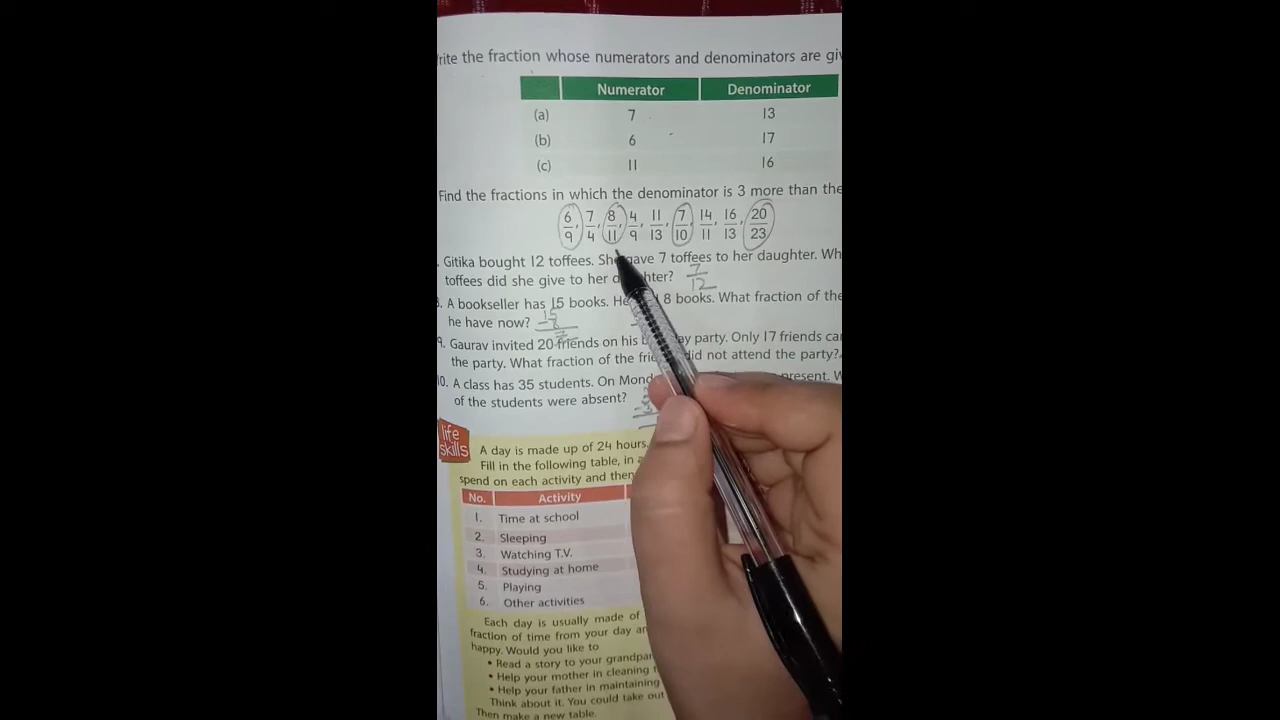 rite the fraction whose numerators and denominators are giv
Numerator Denominator
(a) 7 13
(b) 6 17
(c) 11 16
Find the fractions in which the denominator is 3 more than the
6/9, 7/4, 8/11, 4/9, 11/13, 7/10, 14/11, 16/13, 20/23
Gitika bought 12 toffees. She gave 7 toffees to her daughter. Wh
toffees did she give to her daughter? 7/12
A bookseller has 15 books. He 8 books. What fraction of the
he have now? 15
-8
7
9. Gaurav invited 20 friends on his party. Only 17 friends ca
the party. What fraction of the did not attend the party?
10. A class has 35 students. On Mond present. W
of the students were absent?
life
skills
A day is made up of 24 hours.
Fill in the following table, in
spend on each activity and then
No. Activity
1. Time at school
2. Sleeping
3. Watching T.V.
4. Studying at home
5. Playing
6. Other activities
Each day is usually made of
fraction of time from your day an
happy. Would you like to
• Read a story to your grandpar
• Help your mother in cleaning
• Help your father in maintaining
Think about it. You could take out
Then make a new table.